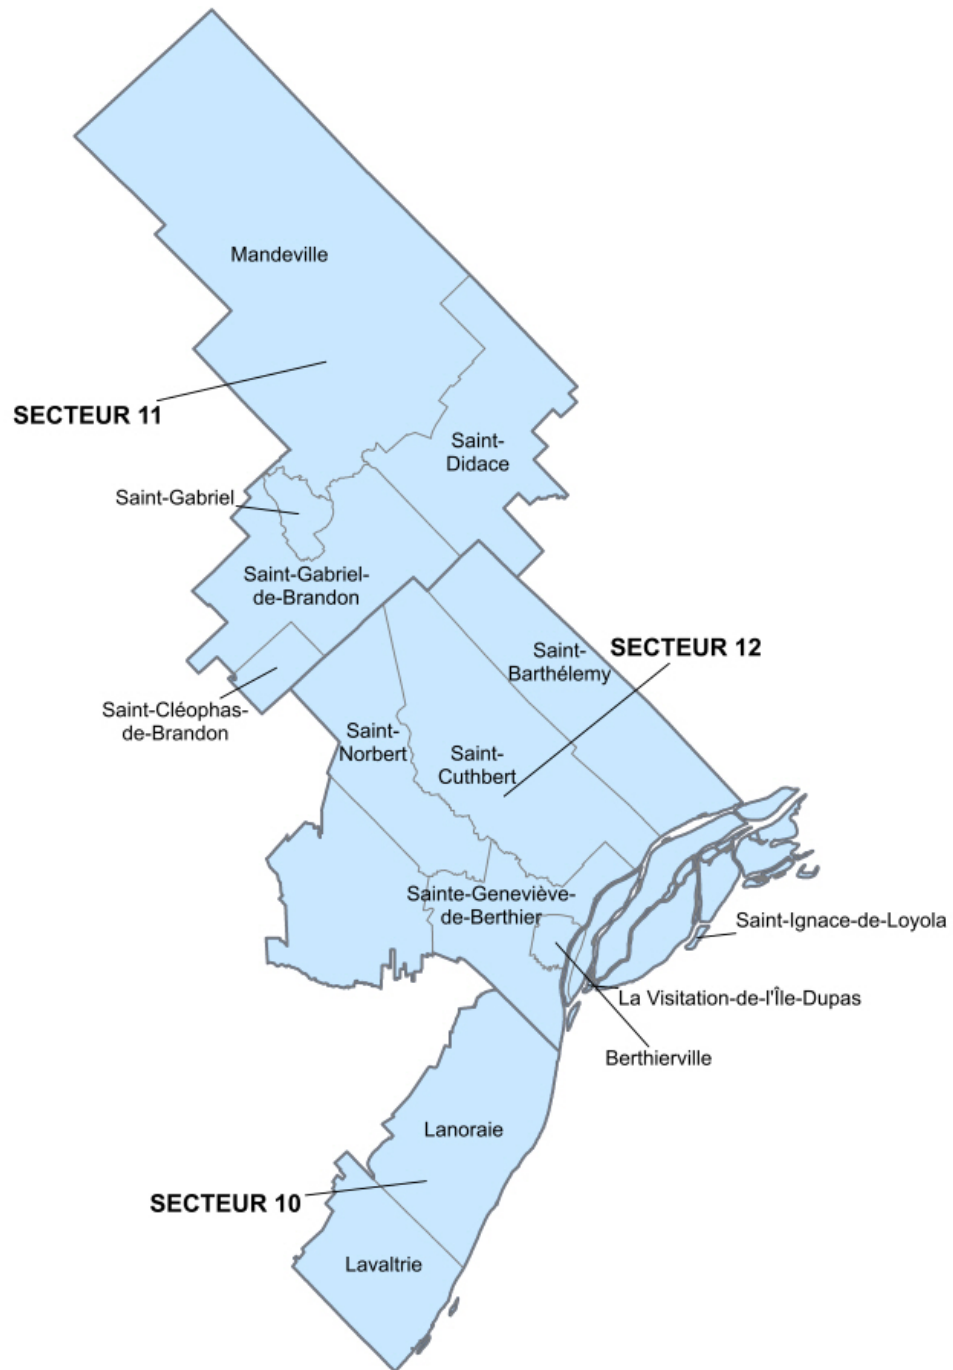 Mandeville
SECTEUR 11
Saint-
Didace
Saint-Gabriel
Saint-Gabriel-
de-Brandon
Saint-
Barthélemy
SECTEUR 12
Saint-Cléophas-
de-Brandon
Saint-
Norbert
Saint-
Cuthbert
Sainte-Geneviève-
de-Berthier
Saint-Ignace-de-Loyola
La Visitation-de-l'Île-Dupas
Berthierville
Lanoraie
SECTEUR 10
Lavaltrie